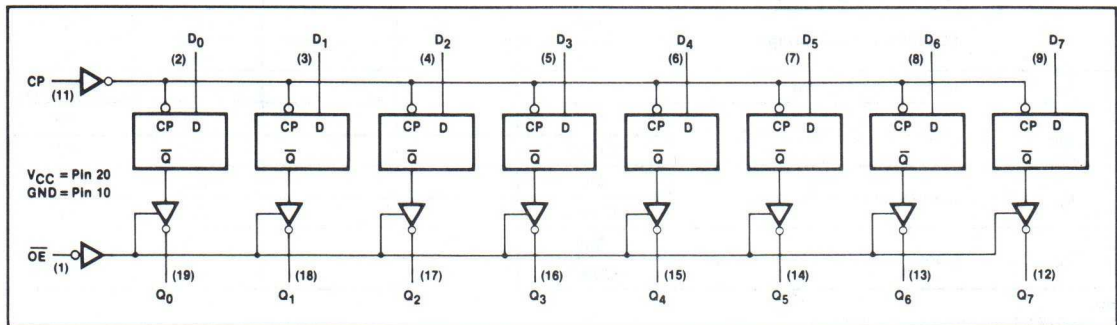 D0 D1 D2 D3 D4 D5 D6 D7
(2) (3) (4) (5) (6) (7) (8) (9)
CP
(11)
CP D CP D CP D CP D CP D CP D CP D CP D
Q̅ Q̅ Q̅ Q̅ Q̅ Q̅ Q̅ Q̅
VCC = Pin 20
GND = Pin 10
O̅E̅
(1)
(19) (18) (17) (16) (15) (14) (13) (12)
Q0 Q1 Q2 Q3 Q4 Q5 Q6 Q7